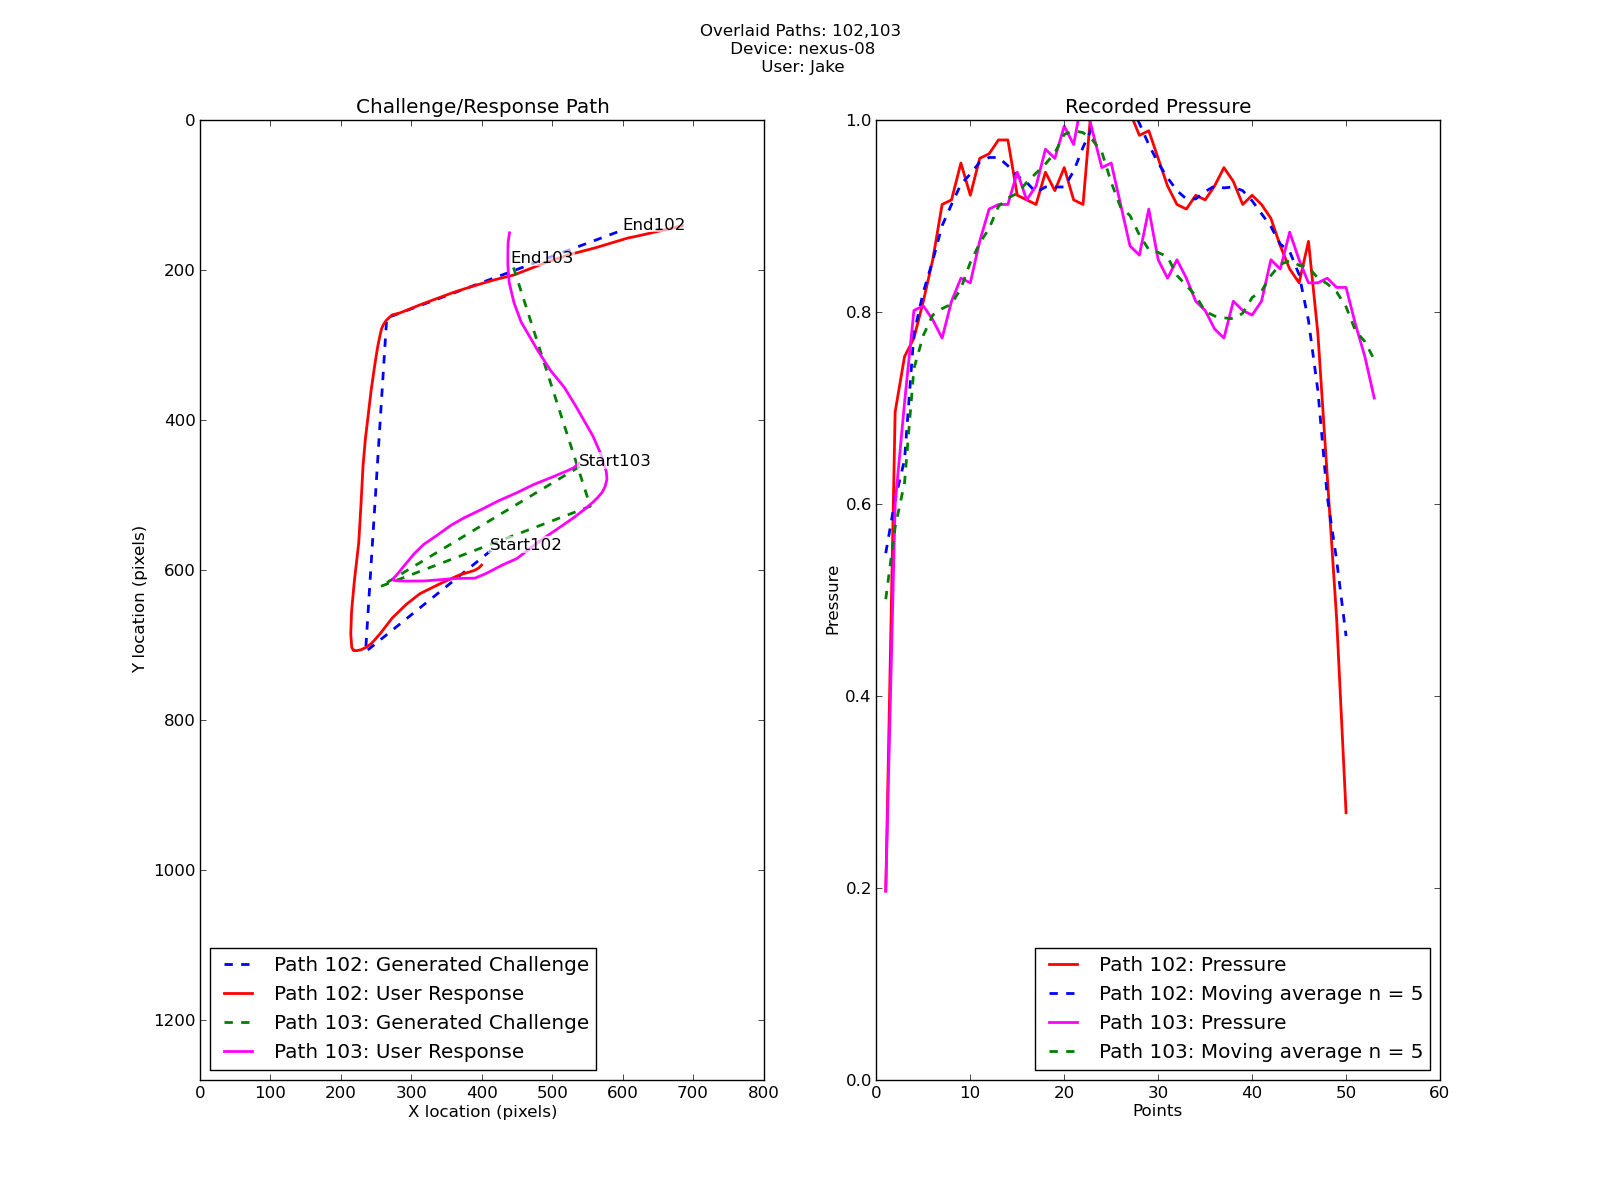 Overlaid Paths: 102,103
Device: nexus-08
User: Jake
Challenge/Response Path
0
200
400
600
800
1000
1200
Y location (pixels)
End102
End103
Start103
Start102
Path 102: Generated Challenge
Path 102: User Response
Path 103: Generated Challenge
Path 103: User Response
0 100 200 300 400 500 600 700 800
X location (pixels)
Recorded Pressure
1.0
0.8
0.6
0.4
0.2
0.0
Pressure
Path 102: Pressure
Path 102: Moving average n = 5
Path 103: Pressure
Path 103: Moving average n = 5
0 10 20 30 40 50 60
Points